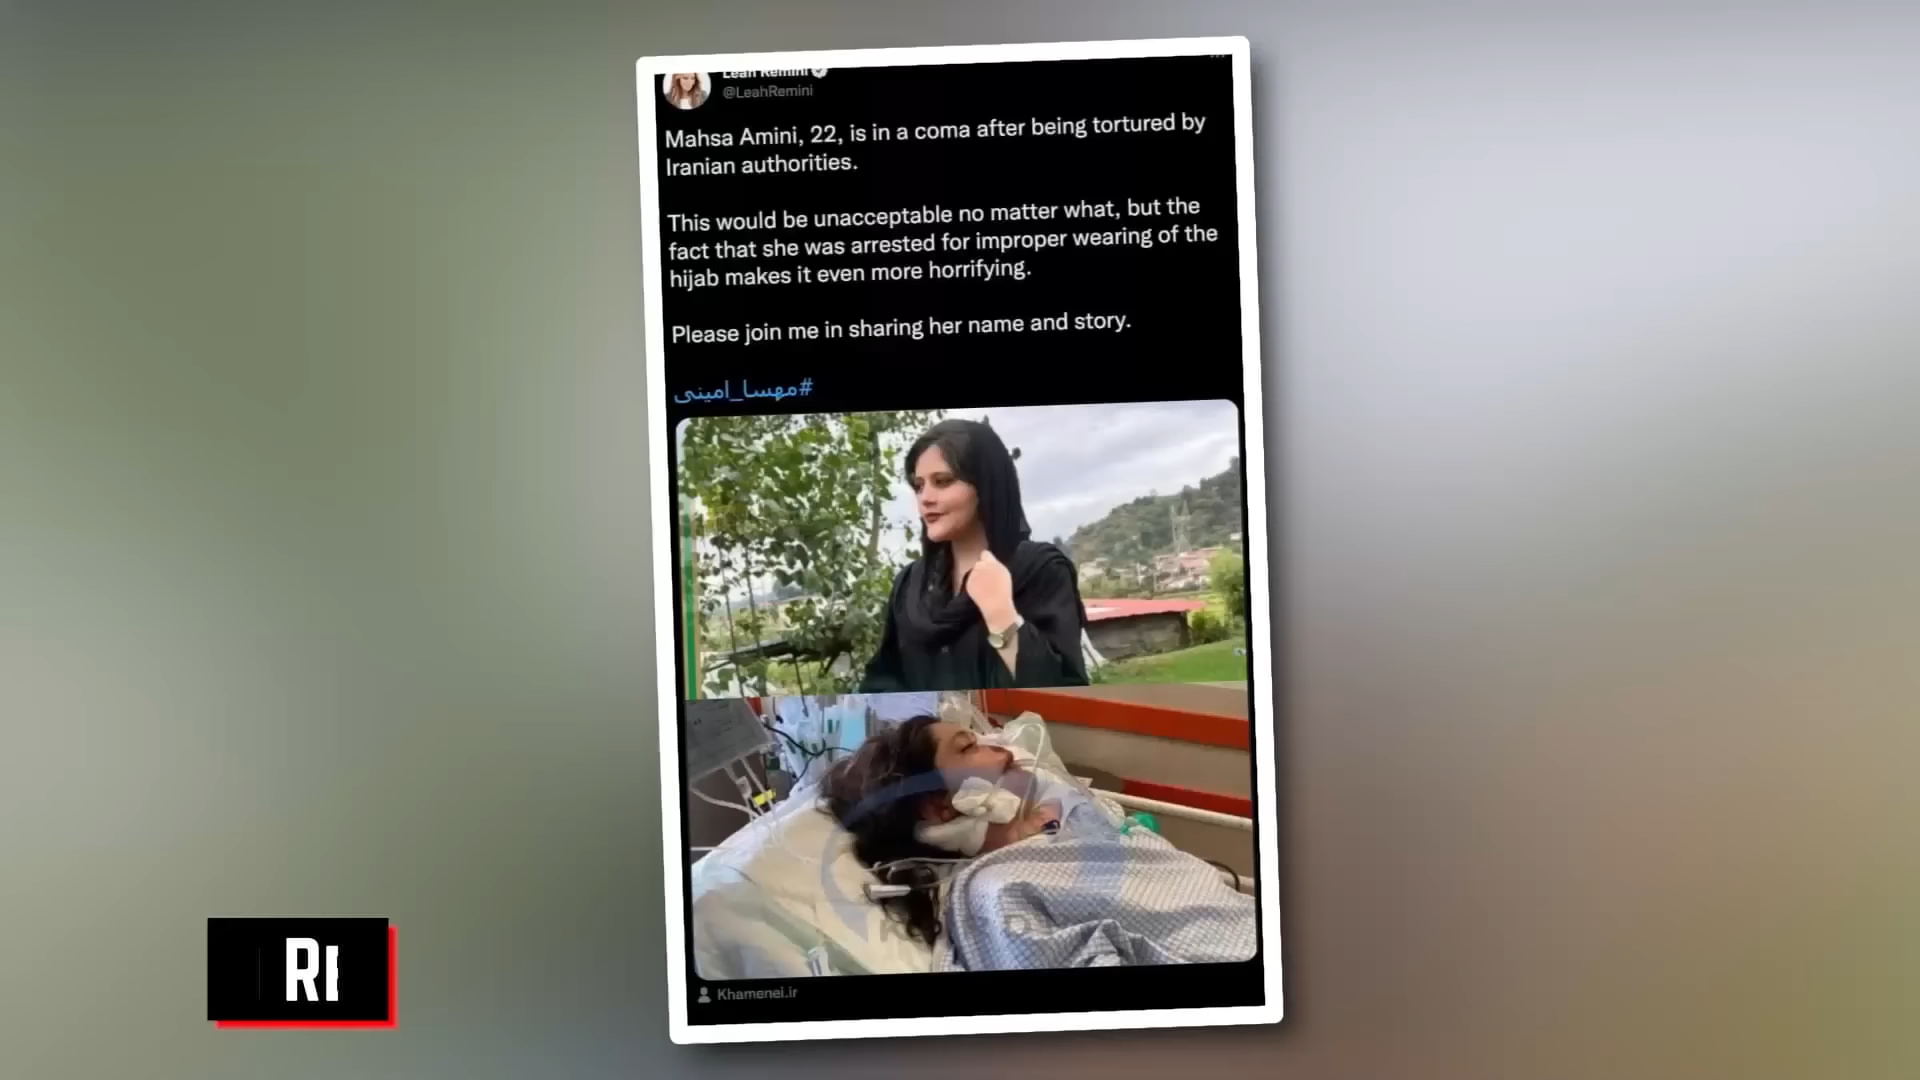 Leah Remini
@LeahRemini
Mahsa Amini, 22, is in a coma after being tortured by
Iranian authorities.
This would be unacceptable no matter what, but the
fact that she was arrested for improper wearing of the
hijab makes it even more horrifying.
Please join me in sharing her name and story.
#مهسا_امینی
Khamenei.ir
RI